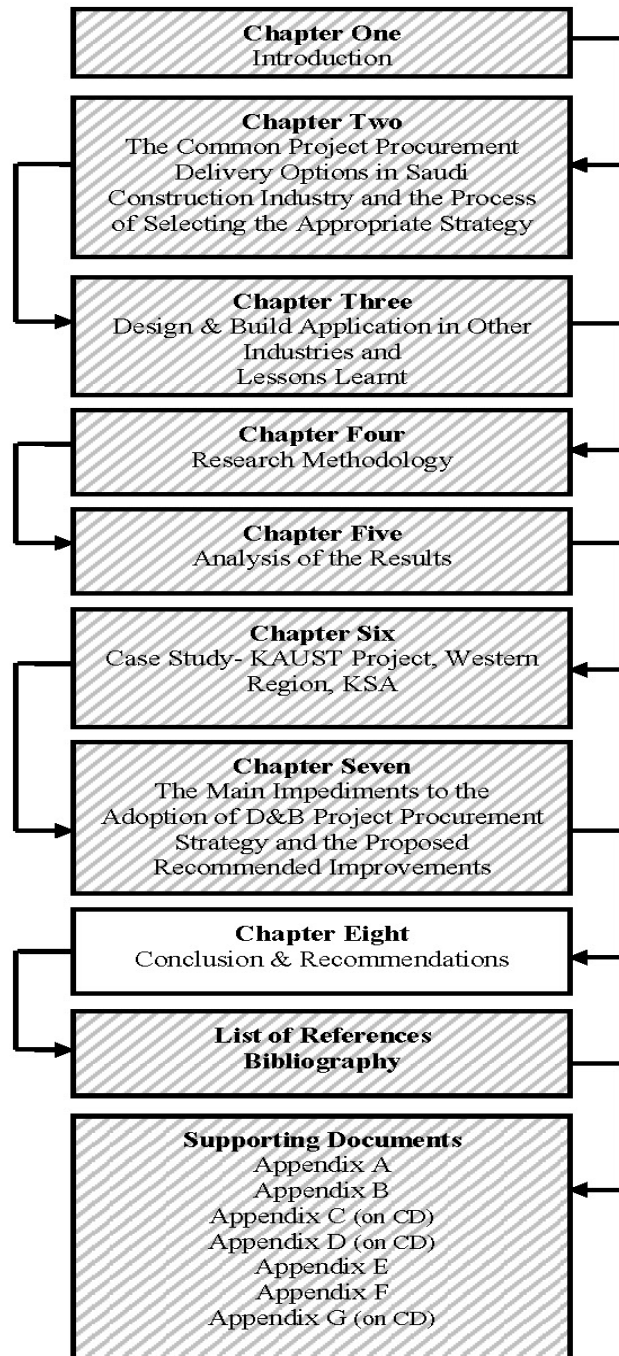 Chapter One
Introduction
Chapter Two
The Common Project Procurement
Delivery Options in Saudi
Construction Industry and the Process
of Selecting the Appropriate Strategy
Chapter Three
Design & Build Application in Other
Industries and
Lessons Learnt
Chapter Four
Research Methodology
Chapter Five
Analysis of the Results
Chapter Six
Case Study- KAUST Project, Western
Region, KSA
Chapter Seven
The Main Impediments to the
Adoption of D&B Project Procurement
Strategy and the Proposed
Recommended Improvements
Chapter Eight
Conclusion & Recommendations
List of References
Bibliography
Supporting Documents
Appendix A
Appendix B
Appendix C (on CD)
Appendix D (on CD)
Appendix E
Appendix F
Appendix G (on CD)